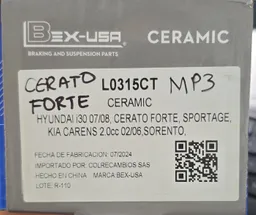 BEX-USA CERAMIC
BRAKING AND SUSPENSION PARTS
CERATO L0315CT MP3
FORTE CERAMIC
HYUNDAI i30 07/08, CERATO FORTE, SPORTAGE,
KIA CARENS 2.0cc 02/06,SORENTO,
FECHA DE FABRICACION: 07/2024
IMPORTADO POR: COLRECAMBIOS SAS
HECHO EN CHINA MARCA BEX-USA
LOTE: R-110